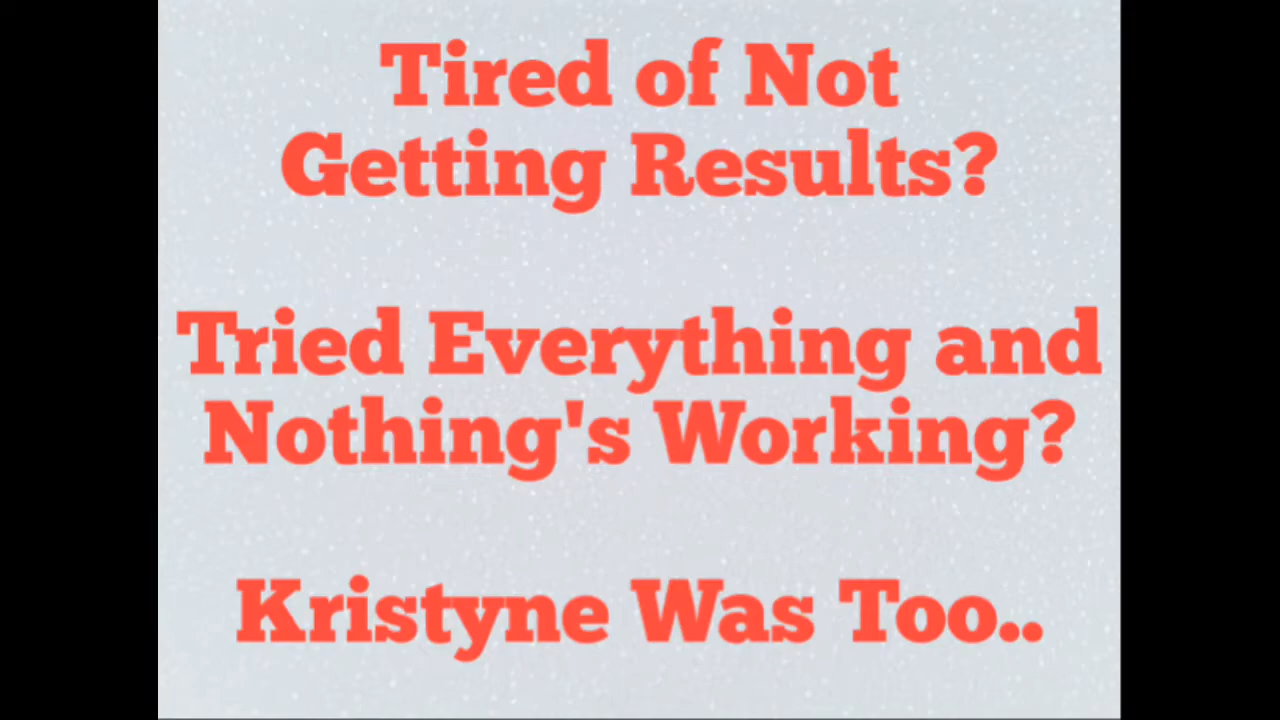 Tired of Not
Getting Results?
Tried Everything and
Nothing's Working?
Kristyne Was Too..